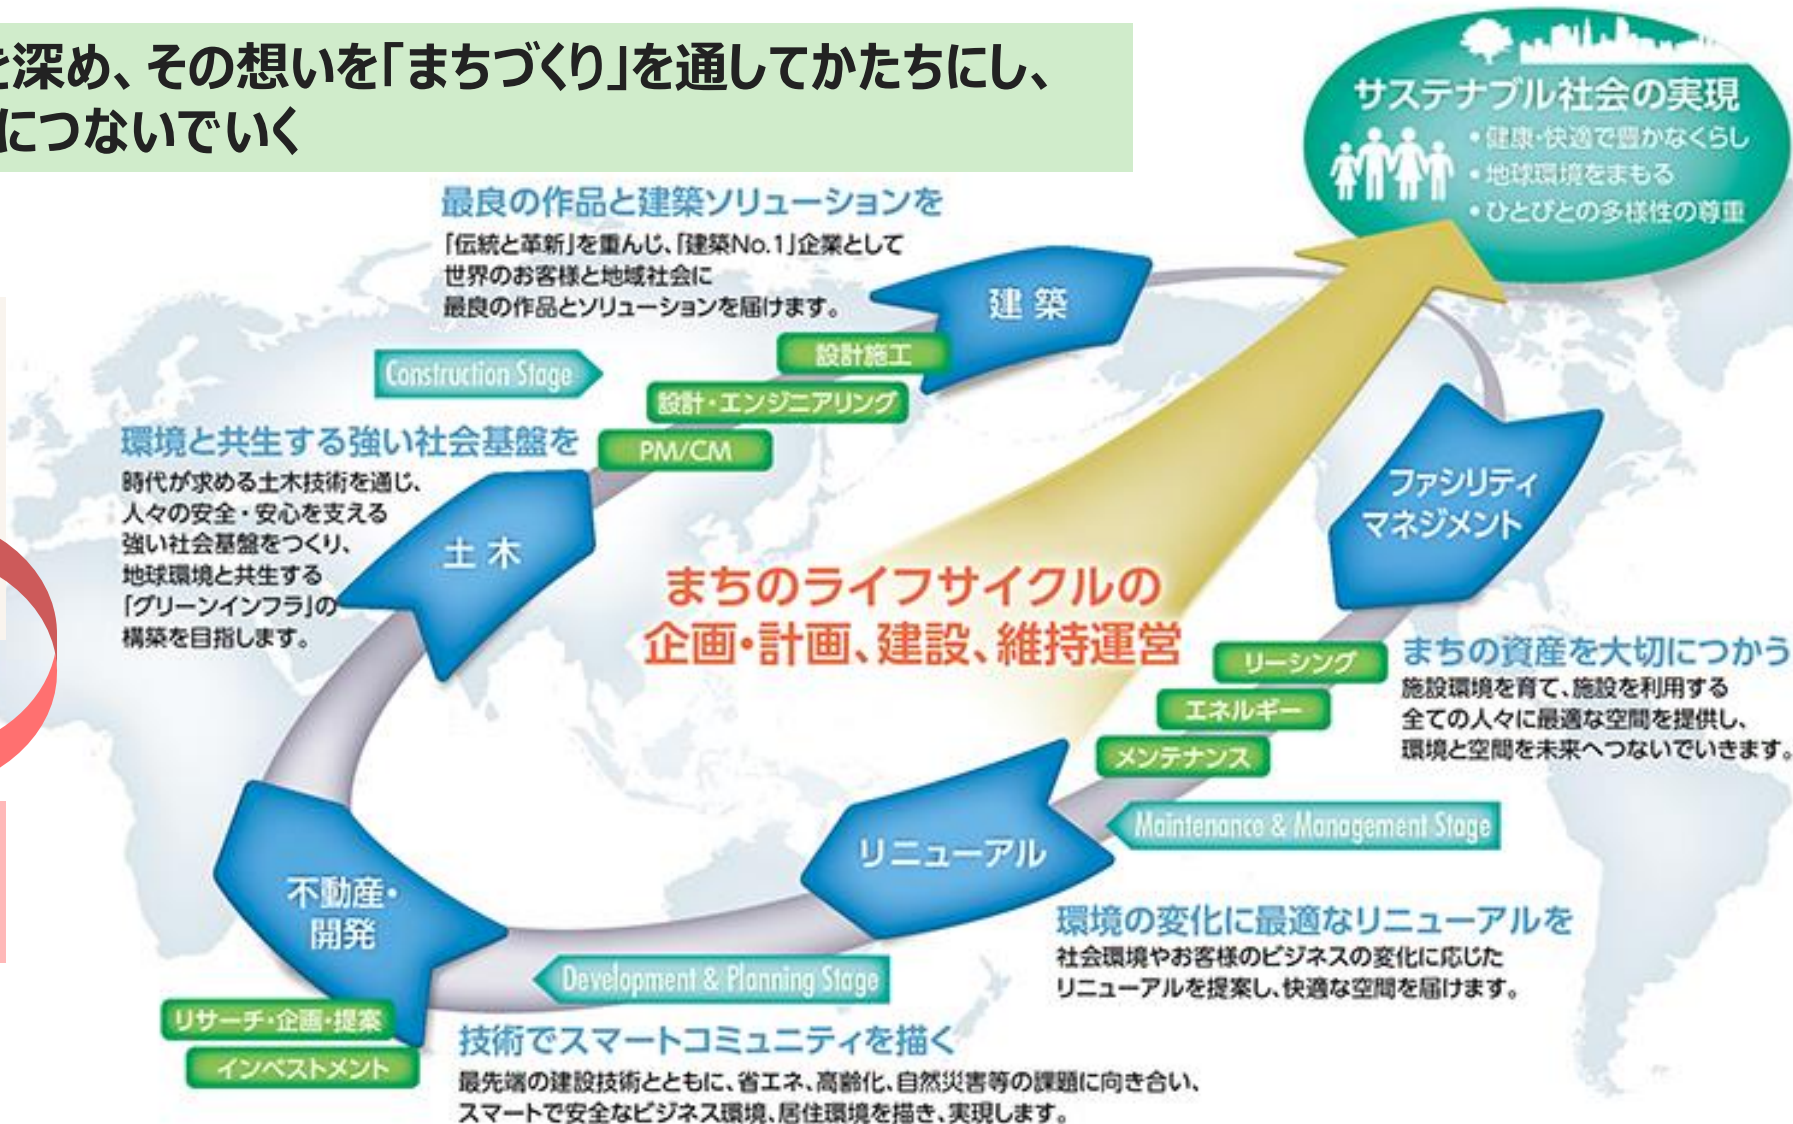 を深め、その想いを「まちづくり」を通してかたちにし、
につないでいく
サステナブル社会の実現
•健康・快適で豊かなくらし
•地球環境をまもる
•ひとびとの多様性の尊重
最良の作品と建築ソリューションを
「伝統と革新」を重んじ、「建築No.1」企業として
世界のお客様と地域社会に
最良の作品とソリューションを届けます。
建築
設計施工
Construction Stage
設計・エンジニアリング
PM/CM
環境と共生する強い社会基盤を
時代が求める土木技術を通じ、
人々の安全・安心を支える
強い社会基盤をつくり、
地球環境と共生する
「グリーンインフラ」の
構築を目指します。
土木
ファシリティ
マネジメント
まちのライフサイクルの
企画・計画、建設、維持運営
リーシング
エネルギー
メンテナンス
まちの資産を大切につかう
施設環境を育て、施設を利用する
全ての人々に最適な空間を提供し、
環境と空間を未来へつないでいきます。
リニューアル
Maintenance & Management Stage
環境の変化に最適なリニューアルを
社会環境やお客様のビジネスの変化に応じた
リニューアルを提案し、快適な空間を届けます。
不動産・
開発
Development & Planning Stage
リサーチ・企画・提案
インベストメント
技術でスマートコミュニティを描く
最先端の建設技術とともに、省エネ、高齢化、自然災害等の課題に向き合い、
スマートで安全なビジネス環境、居住環境を描き、実現します。